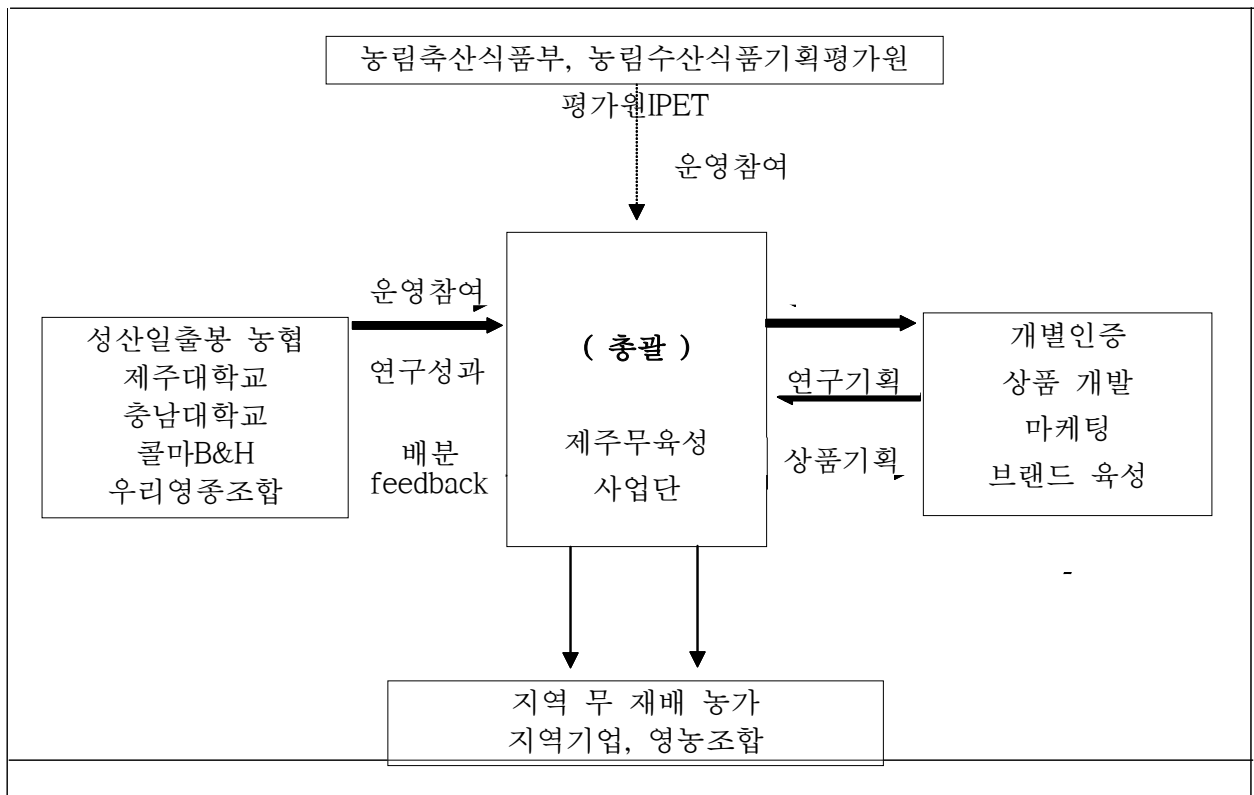 농림축산식품부, 농림수산식품기획평가원
평가원IPET
운영참여
운영참여
연구성과
배분
feedback
성산일출봉 농협
제주대학교
충남대학교
콜마B&H
우리영종조합
( 총괄 )
제주무육성
사업단
연구기획
상품기획
개별인증
상품 개발
마케팅
브랜드 육성
-
지역 무 재배 농가
지역기업, 영농조합